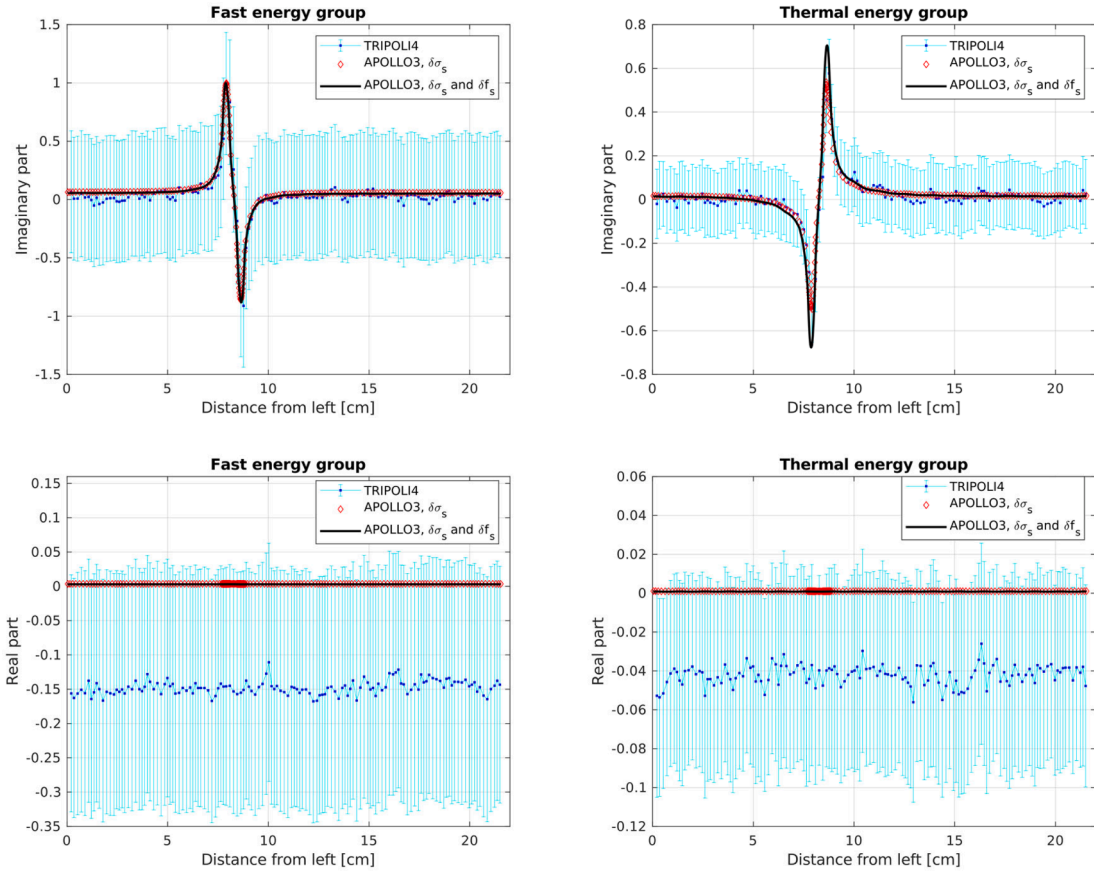 Fast energy group
1.5
1
0.5
0
-0.5
-1
-1.5
Imaginary part
TRIPOLI4
APOLLO3, δσs
APOLLO3, δσs and δfs
0 5 10 15 20
Distance from left [cm]
Thermal energy group
0.8
0.6
0.4
0.2
0
-0.2
-0.4
-0.6
-0.8
Imaginary part
TRIPOLI4
APOLLO3, δσs
APOLLO3, δσs and δfs
0 5 10 15 20
Distance from left [cm]
Fast energy group
0.15
0.1
0.05
0
-0.05
-0.1
-0.15
-0.2
-0.25
-0.3
-0.35
Real part
TRIPOLI4
APOLLO3, δσs
APOLLO3, δσs and δfs
0 5 10 15 20
Distance from left [cm]
Thermal energy group
0.06
0.04
0.02
0
-0.02
-0.04
-0.06
-0.08
-0.1
-0.12
Real part
TRIPOLI4
APOLLO3, δσs
APOLLO3, δσs and δfs
0 5 10 15 20
Distance from left [cm]